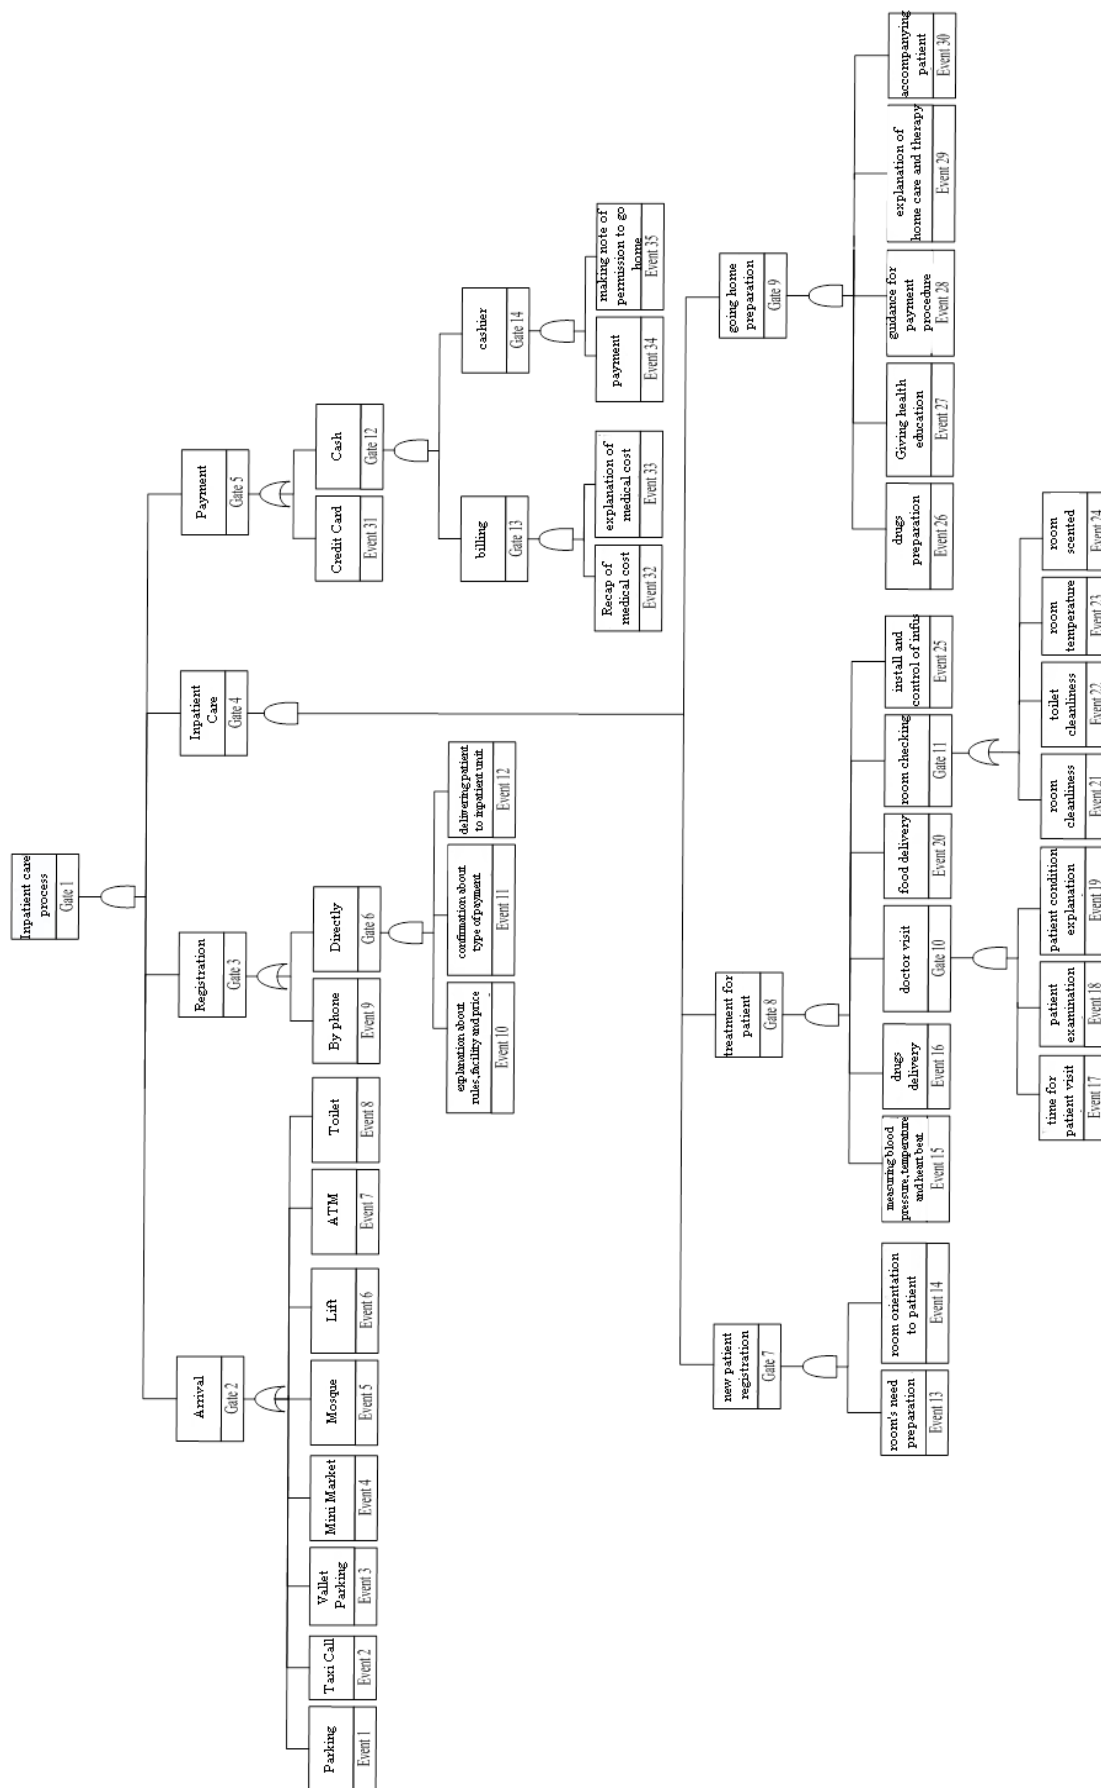 Inpatient care
process
Gate 1
Arrival
Gate 2
Registration
Gate 3
Inpatient
Care
Gate 4
Payment
Gate 5
Parking
Event 1
Taxi Call
Event 2
Vallet
Parking
Event 3
Mini Market
Event 4
Mosque
Event 5
Lift
Event 6
ATM
Event 7
Toilet
Event 8
By phone
Event 9
Directly
Gate 6
Credit Card
Event 31
Cash
Gate 12
explanation about
rules,facility and price
Event 10
confirmation about
type of payment
Event 11
delivering patient
to inpatient unit
Event 12
billing
Gate 13
cashier
Gate 14
Recap of
medical cost
Event 32
explanation of
medical cost
Event 33
payment
Event 34
making note of
permission to go
home
Event 35
new patient
registration
Gate 7
treatment for
patient
Gate 8
going home
preparation
Gate 9
room's need
preparation
Event 13
room orientation
to patient
Event 14
measuring blood
pressure,temperature
and heart beat
Event 15
drugs
delivery
Event 16
doctor visit
Gate 10
food delivery
Event 20
room checking
Gate 11
install and
control of infus
Event 25
drugs
preparation
Event 26
Giving health
education
Event 27
guidance for
payment
procedure
Event 28
explanation of
home care and therapy
Event 29
accompanying
patient
Event 30
time for
patient visit
Event 17
patient
examination
Event 18
patient condition
explanation
Event 19
room
cleanliness
Event 21
toilet
cleanliness
Event 22
room
temperature
Event 23
room
scented
Event 24